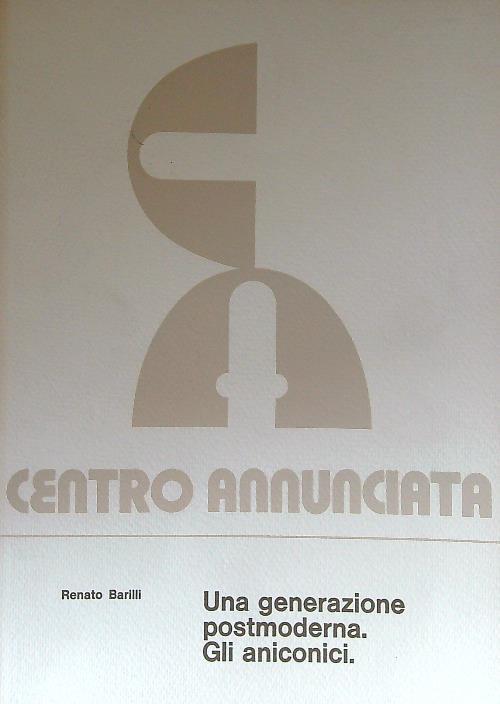 CENTRO ANNUNCIATA
Renato Barilli
Una generazione
postmoderna.
Gli aniconici.